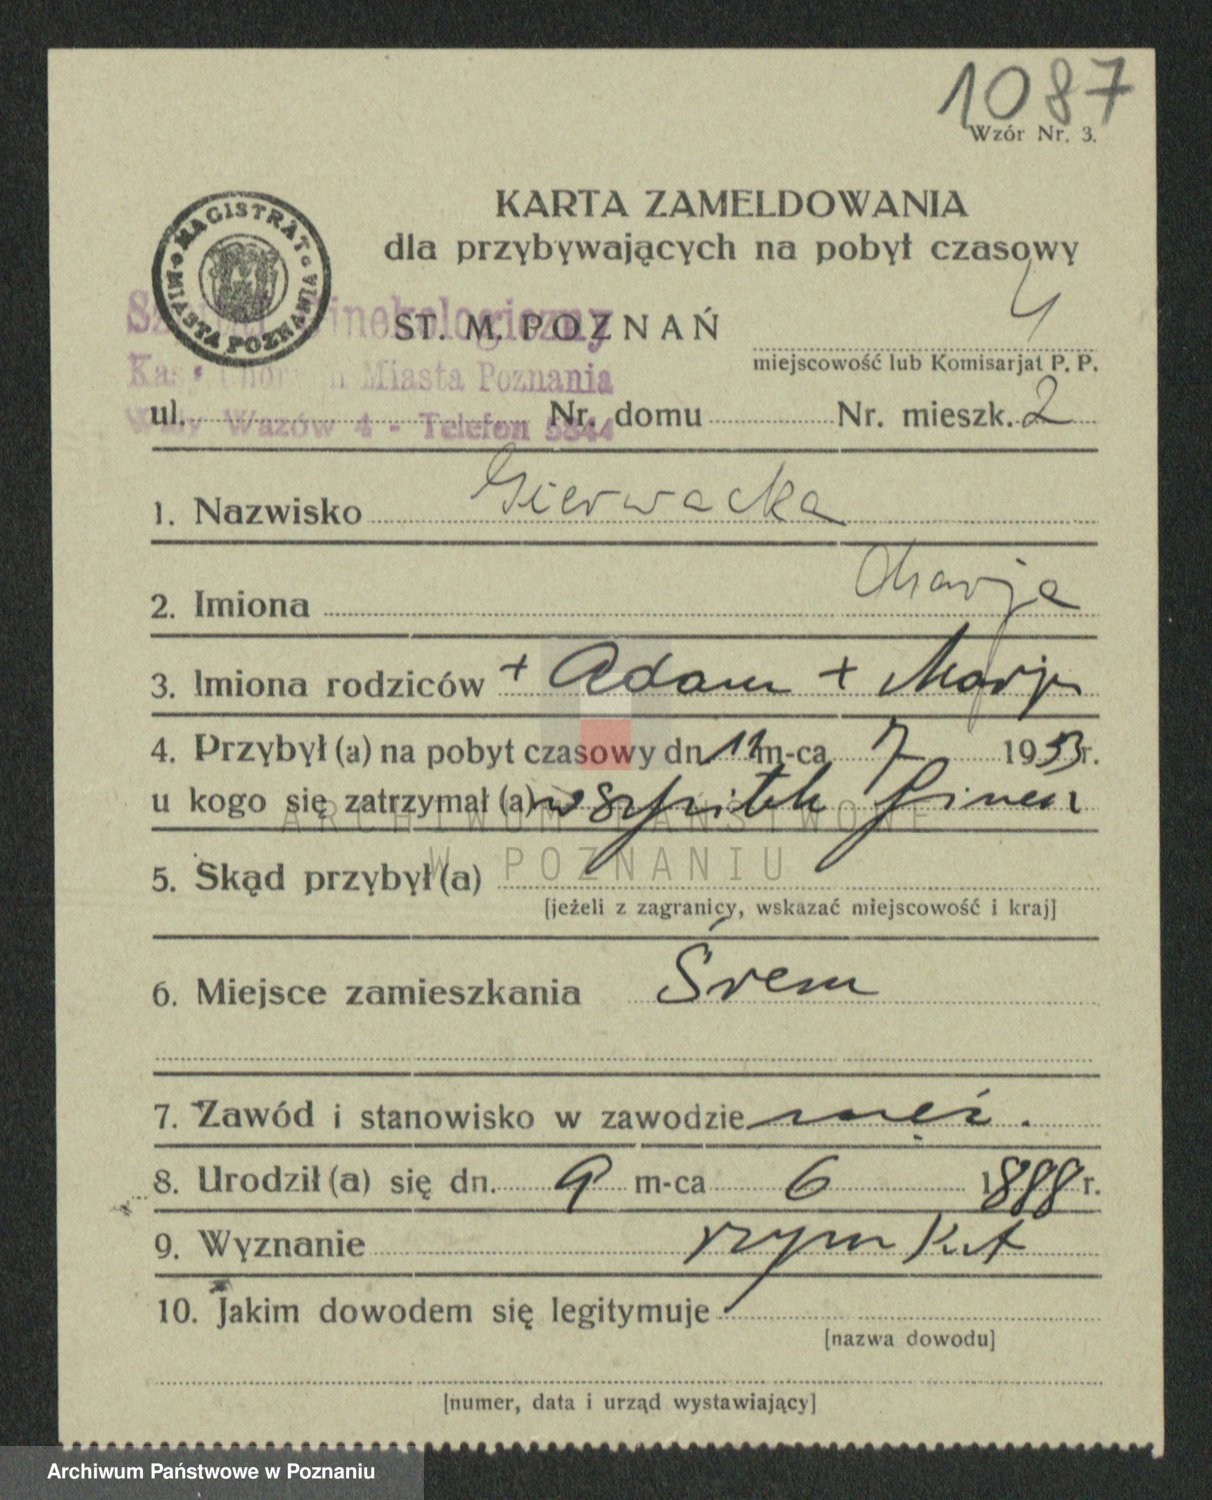 1087
Wzór Nr. 3.
MAGISTRAT MIASTA POZNANIA
KARTA ZAMELDOWANIA
dla przybywających na pobyt czasowy
4
Szpital Ginekologiczny
ST. M. POZNAŃ
miejscowość lub Komisarjat P. P.
Kasy Chorych Miasta Poznania
ul. Nr. domu Nr. mieszk. 2
Wały Wazów 4 - Telefon 5544
1. Nazwisko Gierwacka
2. Imiona Marja
3. Imiona rodziców + Adam + Marja
4. Przybył (a) na pobyt czasowy dn. 11 m-ca 7 1933 r.
u kogo się zatrzymał (a) w szpitalu
ARCHIWUM PAŃSTWOWE
W POZNANIU
5. Skąd przybył (a)
[jeżeli z zagranicy, wskazać miejscowość i kraj]
6. Miejsce zamieszkania Śrem
7. Zawód i stanowisko w zawodzie męż.
8. Urodził (a) się dn. 9 m-ca 6 1888 r.
9. Wyznanie rzym kat
10. Jakim dowodem się legitymuje
[nazwa dowodu]
[numer, data i urząd wystawiający]
Archiwum Państwowe w Poznaniu